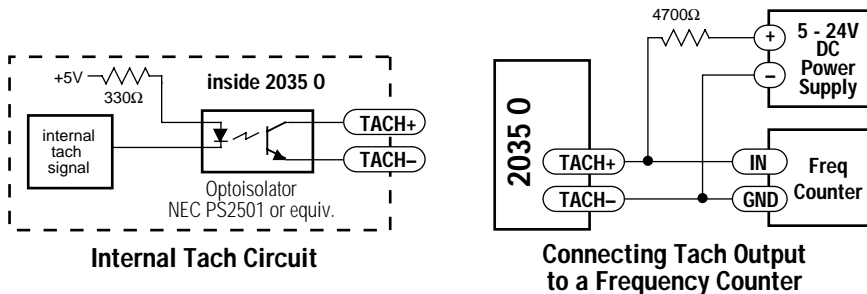 +5V
330Ω
inside 2035 O
internal
tach
signal
TACH+
TACH–
Optoisolator
NEC PS2501 or equiv.
Internal Tach Circuit
4700Ω
+
–
5 - 24V
DC
Power
Supply
2035 O
TACH+
TACH–
IN
GND
Freq
Counter
Connecting Tach Output
to a Frequency Counter